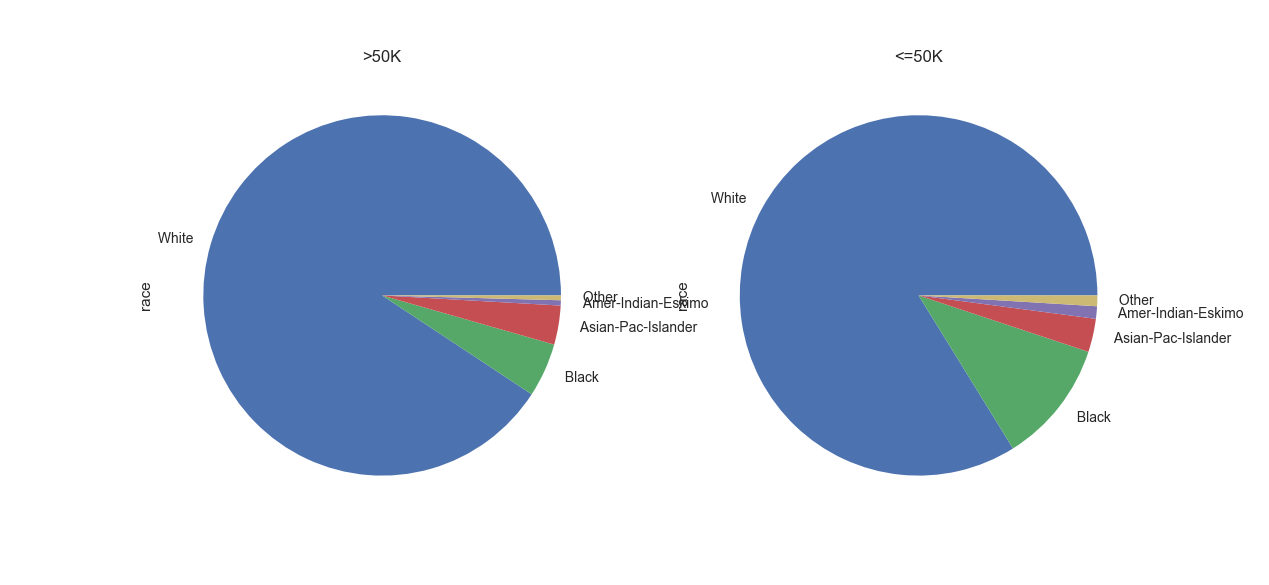 >50K
White
race
Other
Amer-Indian-Eskimo
Asian-Pac-Islander
Black
<=50K
White
race
Other
Amer-Indian-Eskimo
Asian-Pac-Islander
Black